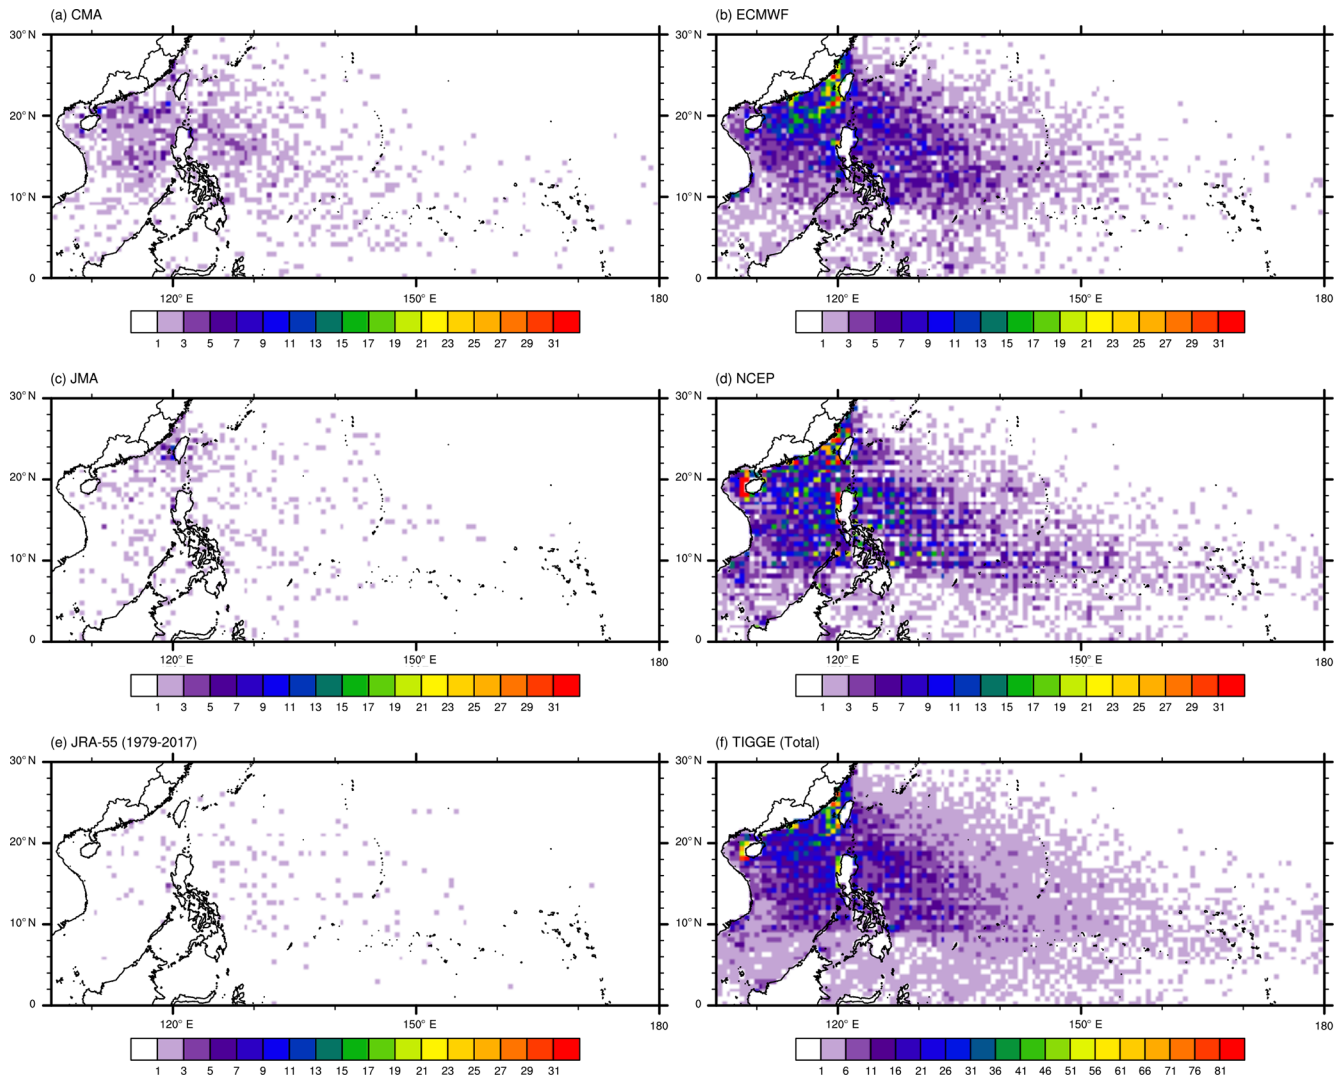 (a) CMA
30° N
20° N
10° N
0
120° E 150° E 180
1 3 5 7 9 11 13 15 17 19 21 23 25 27 29 31
(b) ECMWF
30° N
20° N
10° N
0
120° E 150° E 180
1 3 5 7 9 11 13 15 17 19 21 23 25 27 29 31
(c) JMA
30° N
20° N
10° N
0
120° E 150° E 180
1 3 5 7 9 11 13 15 17 19 21 23 25 27 29 31
(d) NCEP
30° N
20° N
10° N
0
120° E 150° E 180
1 3 5 7 9 11 13 15 17 19 21 23 25 27 29 31
(e) JRA-55 (1979-2017)
30° N
20° N
10° N
0
120° E 150° E 180
1 3 5 7 9 11 13 15 17 19 21 23 25 27 29 31
(f) TIGGE (Total)
30° N
20° N
10° N
0
120° E 150° E 180
1 6 11 16 21 26 31 36 41 46 51 56 61 66 71 76 81